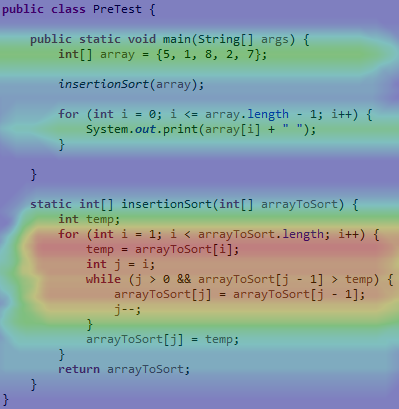 public class PreTest {
public static void main(String[] args) {
int[] array = {5, 1, 8, 2, 7};
insertionSort(array);
for (int i = 0; i <= array.length - 1; i++) {
System.out.print(array[i] + " ");
}
}
static int[] insertionSort(int[] arrayToSort) {
int temp;
for (int i = 1; i < arrayToSort.length; i++) {
temp = arrayToSort[i];
int j = i;
while (j > 0 && arrayToSort[j - 1] > temp) {
arrayToSort[j] = arrayToSort[j - 1];
j--;
}
arrayToSort[j] = temp;
}
return arrayToSort;
}
}